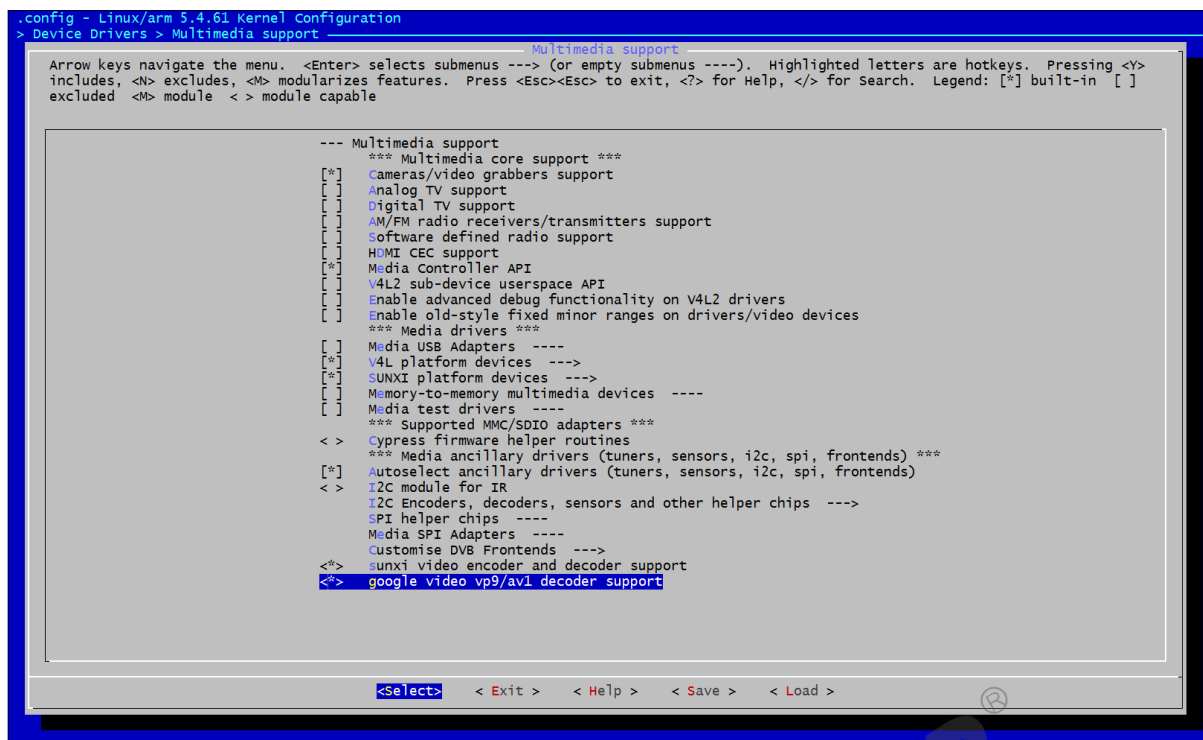 .config - Linux/arm 5.4.61 Kernel Configuration
> Device Drivers > Multimedia support
Multimedia support
Arrow keys navigate the menu.  <Enter> selects submenus ---> (or empty submenus ----).  Highlighted letters are hotkeys.  Pressing <Y>
includes, <N> excludes, <M> modularizes features.  Press <Esc><Esc> to exit, <?> for Help, </> for Search.  Legend: [*] built-in  [ ]
excluded  <M> module  < > module capable
--- Multimedia support
*** Multimedia core support ***
[*]   Cameras/video grabbers support
[ ]   Analog TV support
[ ]   Digital TV support
[ ]   AM/FM radio receivers/transmitters support
[ ]   Software defined radio support
[ ]   HDMI CEC support
[*]   Media Controller API
[ ]   V4L2 sub-device userspace API
[ ]   Enable advanced debug functionality on V4L2 drivers
[ ]   Enable old-style fixed minor ranges on drivers/video devices
*** Media drivers ***
[ ]   Media USB Adapters  ----
[*]   V4L platform devices  --->
[*]   SUNXI platform devices  --->
[ ]   Memory-to-memory multimedia devices  ----
[ ]   Media test drivers  ----
*** Supported MMC/SDIO adapters ***
< >   Cypress firmware helper routines
*** Media ancillary drivers (tuners, sensors, i2c, spi, frontends) ***
[*]   Autoselect ancillary drivers (tuners, sensors, i2c, spi, frontends)
< >   I2C module for IR
I2C Encoders, decoders, sensors and other helper chips  --->
SPI helper chips  ----
Media SPI Adapters  ----
Customise DVB Frontends  --->
<*>   sunxi video encoder and decoder support
<*>   google video vp9/av1 decoder support
<Select>    < Exit >    < Help >    < Save >    < Load >
®